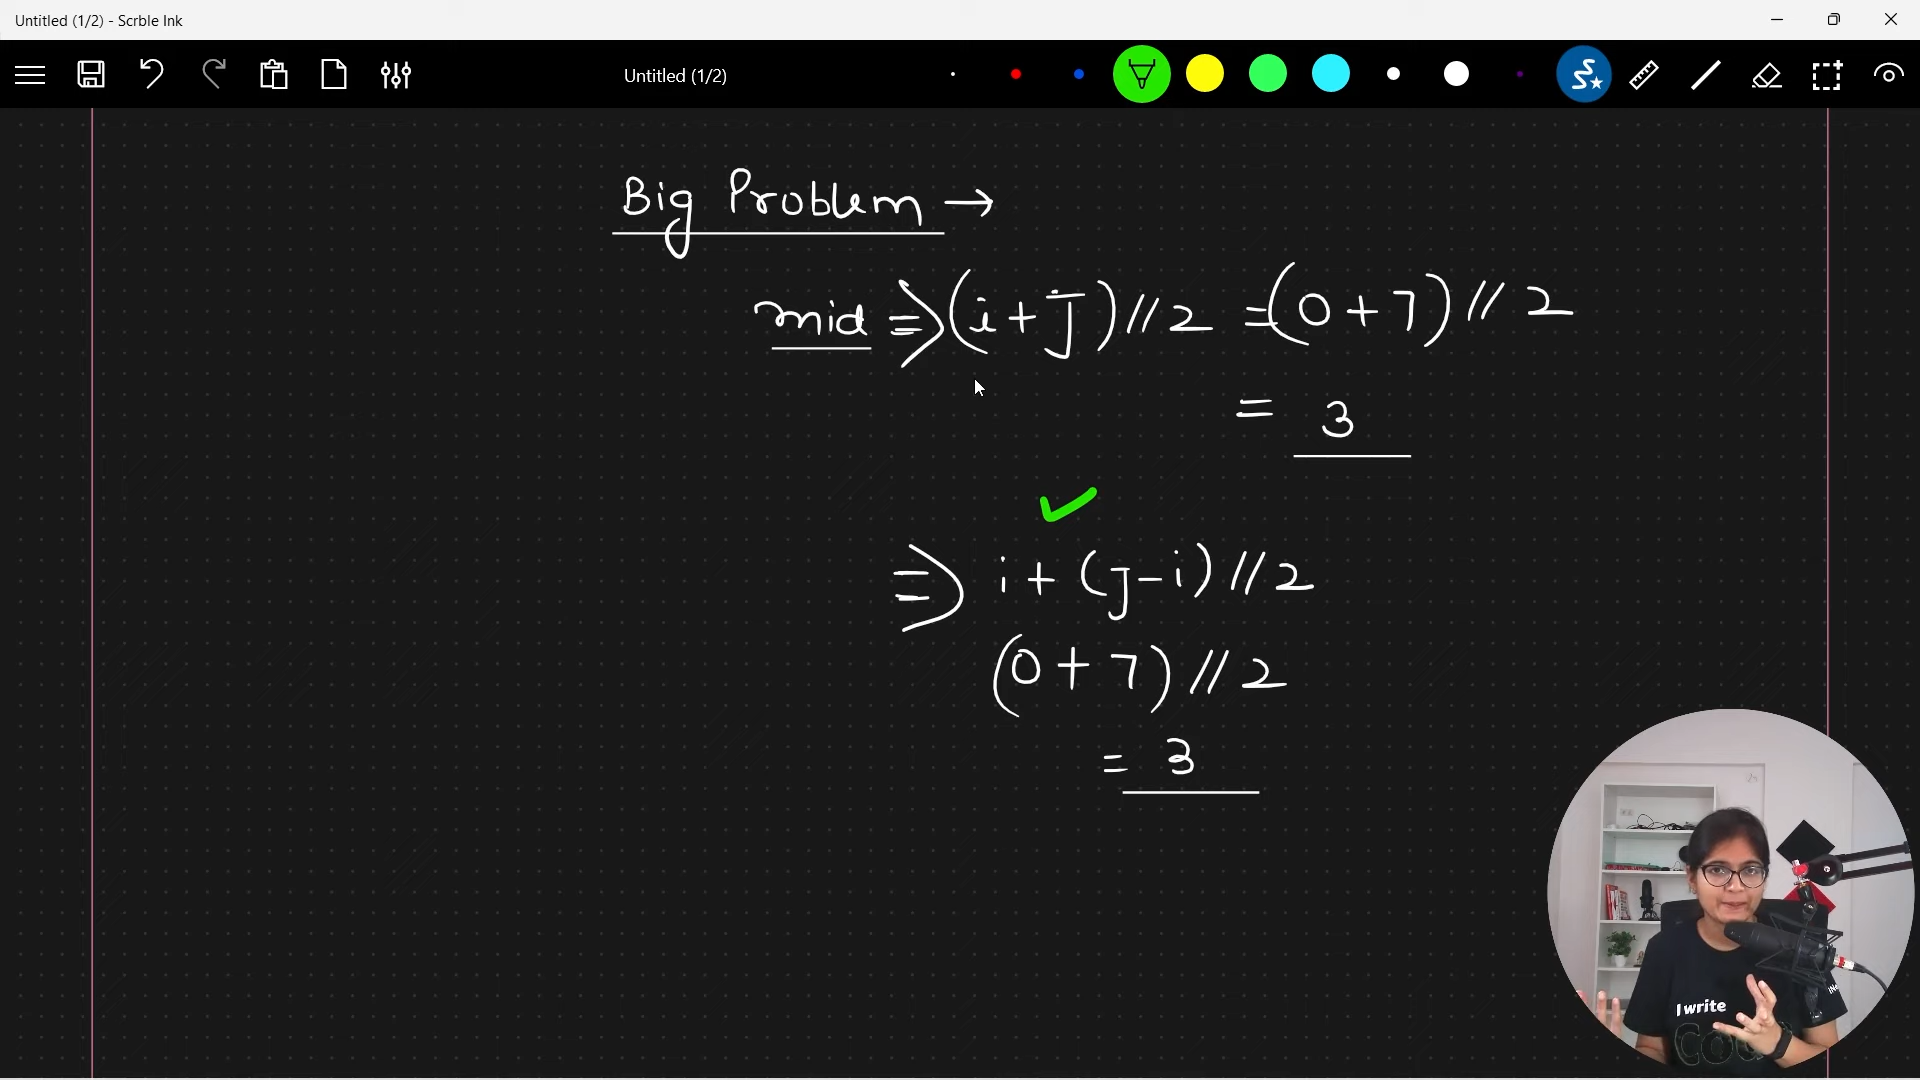 Untitled (1/2) - Scrble Ink
Untitled (1/2)
Big Problem →
mid ⇒ (i + j) // 2 = (0 + 7) // 2
= 3
✓
⇒ i + (j - i) // 2
(0 + 7) // 2
= 3
I write